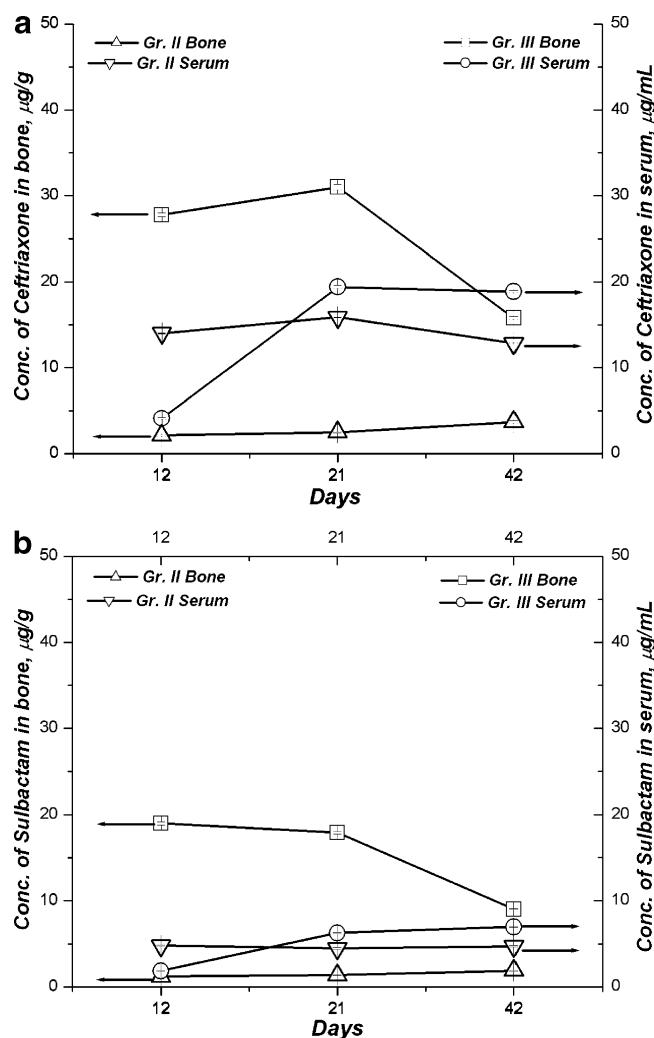 a
Gr. II Bone
Gr. II Serum
Gr. III Bone
Gr. III Serum
Conc. of Ceftriaxone in bone, μg/g
50
40
30
20
10
0
50
40
30
20
10
0
Conc. of Ceftriaxone in serum, μg/mL
12 21 42
Days
b
12 21 42
Gr. II Bone
Gr. II Serum
Gr. III Bone
Gr. III Serum
Conc. of Sulbactam in bone, μg/g
50
40
30
20
10
0
50
40
30
20
10
0
Conc. of Sulbactam in serum, μg/mL
12 21 42
Days